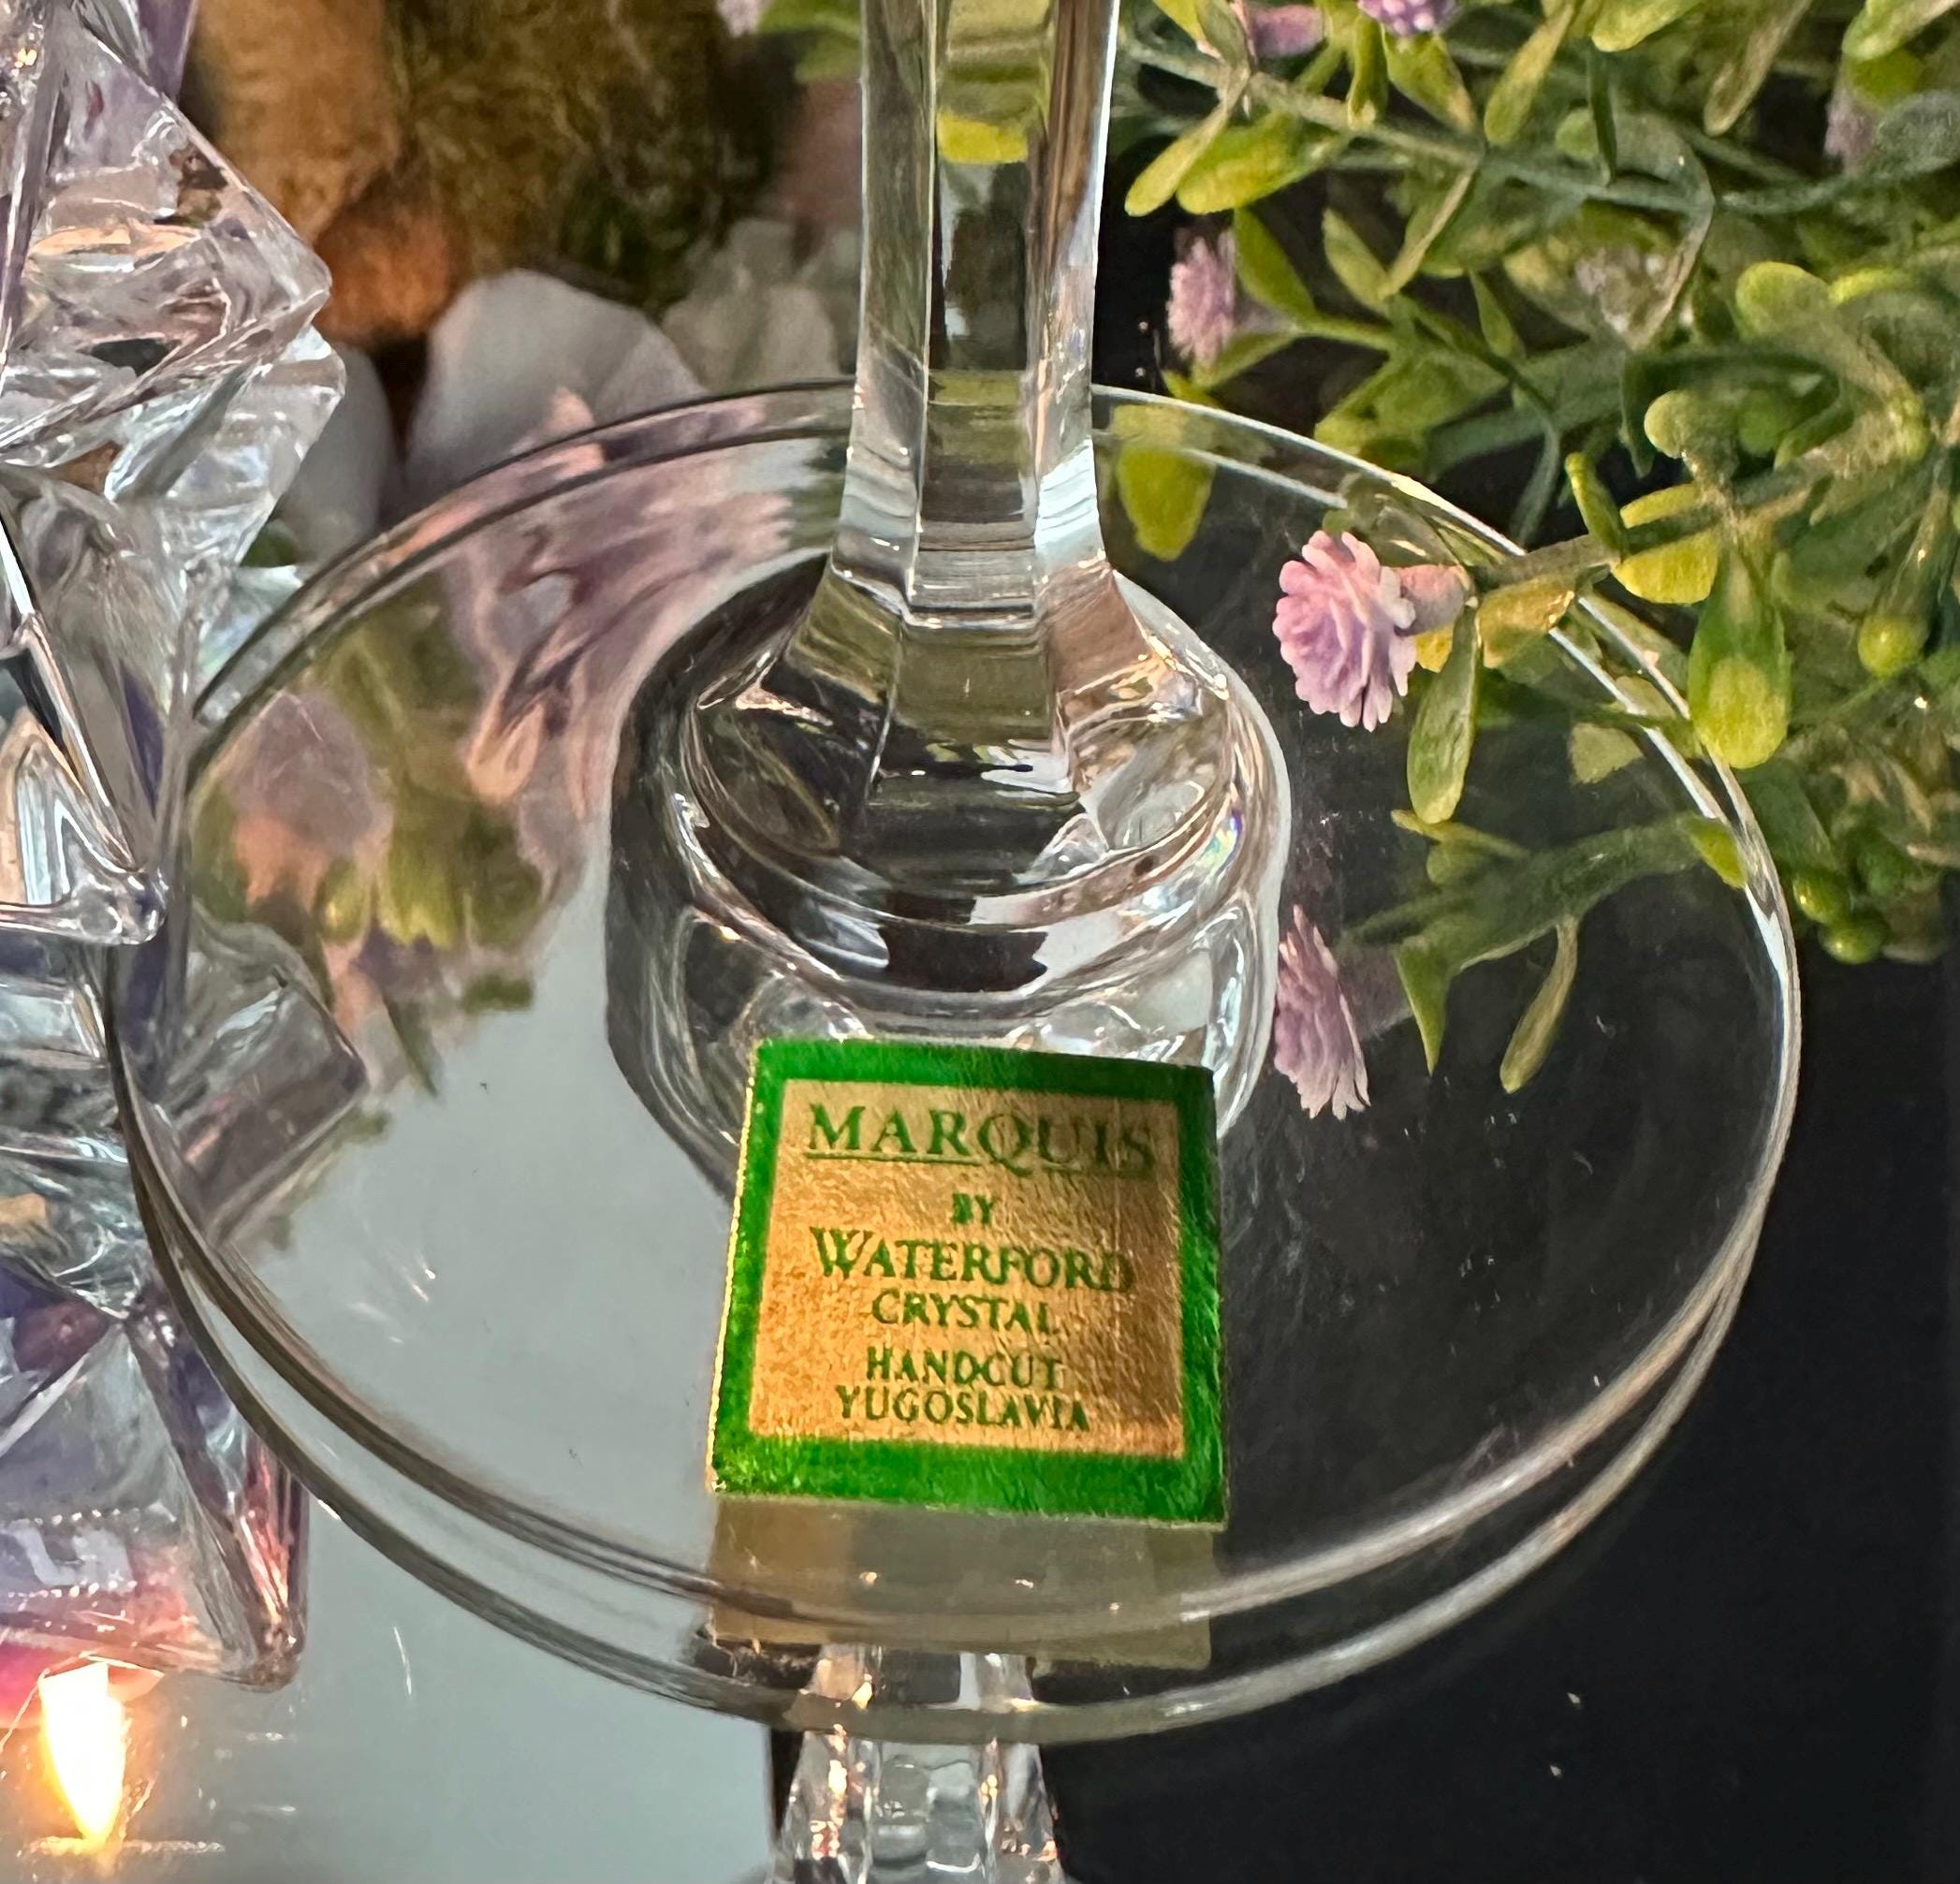 MARQUIS
BY
WATERFORD
CRYSTAL
HANDCUT
YUGOSLAVIA